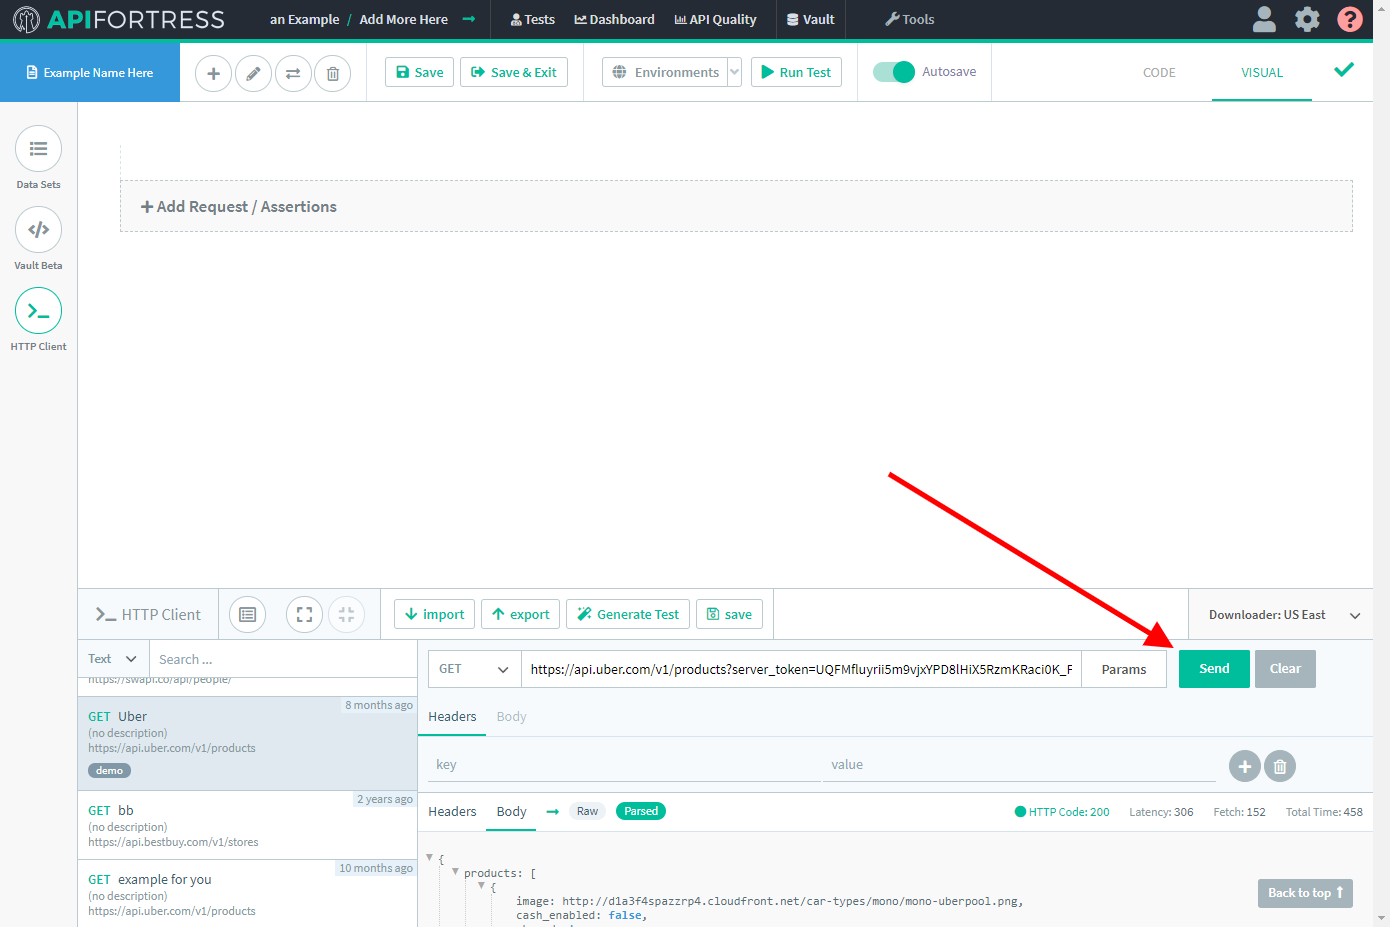 APIFORTRESS an Example / Add More Here Tests Dashboard API Quality Vault Tools ?
Example Name Here Save Save & Exit Environments Run Test Autosave CODE VISUAL
Data Sets
Vault Beta
HTTP Client
+ Add Request / Assertions
HTTP Client import export Generate Test save Downloader: US East
Text Search ...
https://swapi.co/api/people/
8 months ago
GET Uber
(no description)
https://api.uber.com/v1/products
demo
2 years ago
GET bb
(no description)
https://api.bestbuy.com/v1/stores
10 months ago
GET example for you
(no description)
https://api.uber.com/v1/products
GET https://api.uber.com/v1/products?server_token=UQFMfluyrii5m9vjxYPD8lHiX5RzmKRaci0K_F Params Send Clear
Headers Body
key value
Headers Body Raw Parsed HTTP Code: 200 Latency: 306 Fetch: 152 Total Time: 458
{
products: [
{
image: http://d1a3f4spazzrp4.cloudfront.net/car-types/mono/mono-uberpool.png,
cash_enabled: false,
Back to top